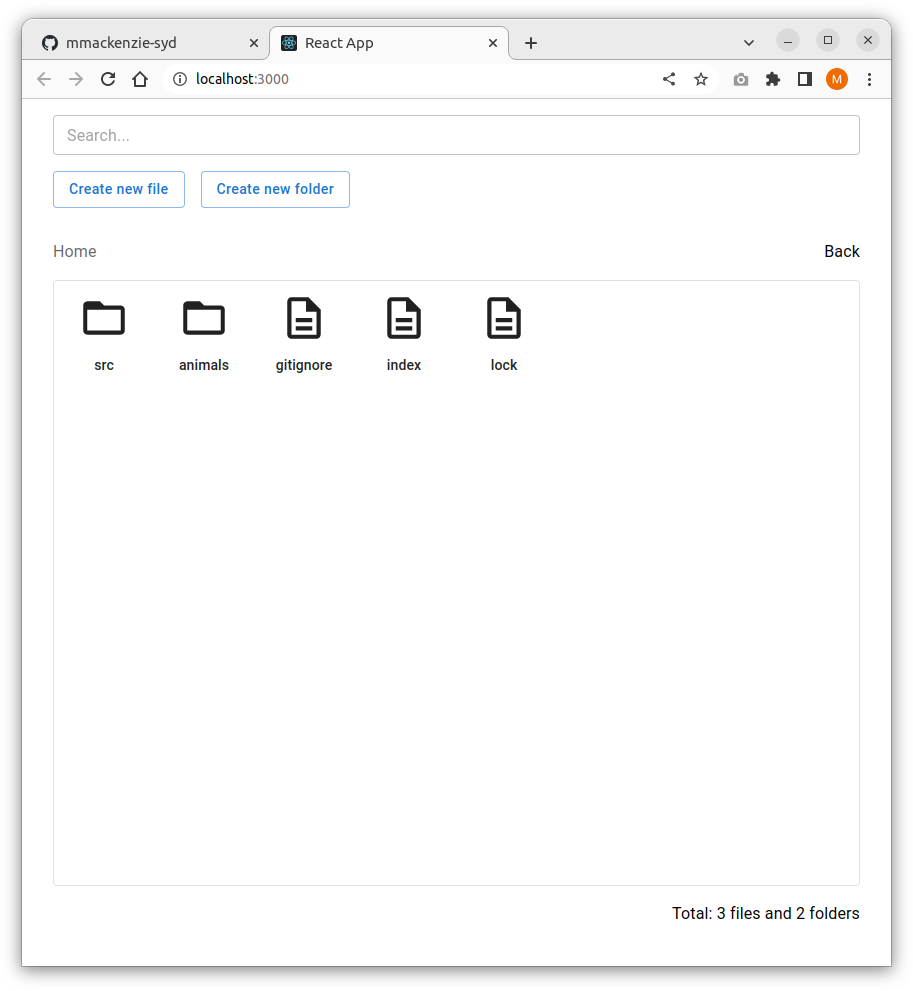 mmackenzie-syd React App
localhost:3000 M
Search...
Create new file Create new folder
Home Back
src animals gitignore index lock
Total: 3 files and 2 folders